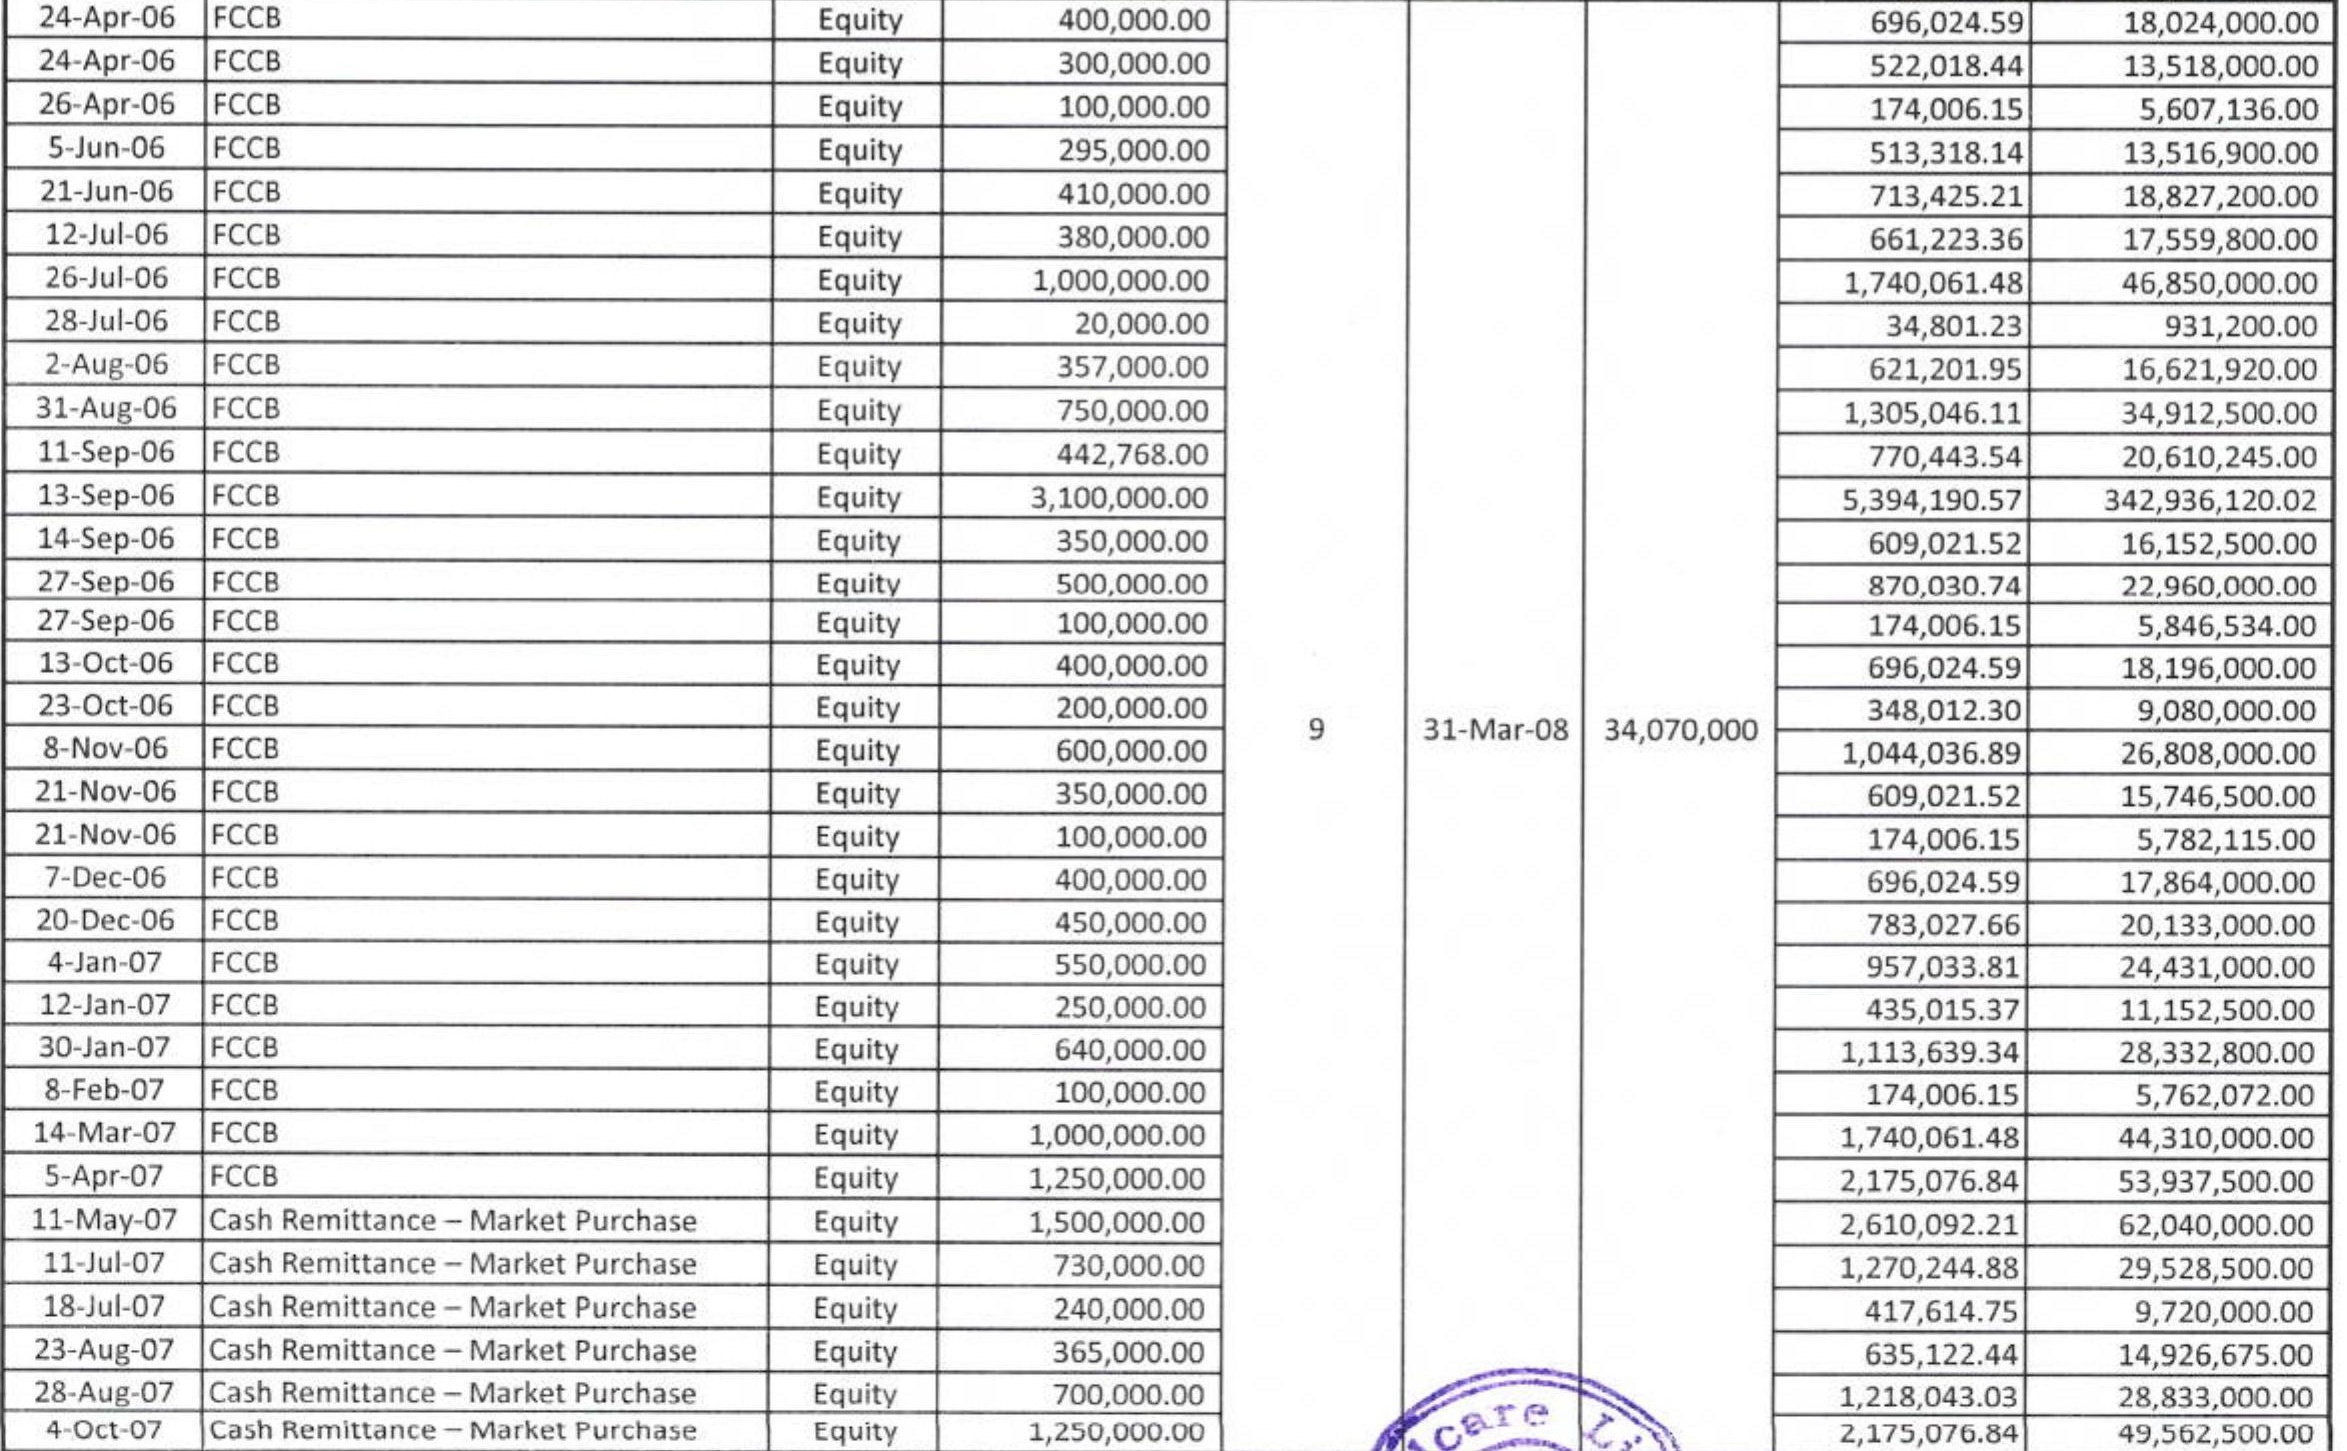 24-Apr-06 FCCB Equity 400,000.00 696,024.59 18,024,000.00
24-Apr-06 FCCB Equity 300,000.00 522,018.44 13,518,000.00
26-Apr-06 FCCB Equity 100,000.00 174,006.15 5,607,136.00
5-Jun-06 FCCB Equity 295,000.00 513,318.14 13,516,900.00
21-Jun-06 FCCB Equity 410,000.00 713,425.21 18,827,200.00
12-Jul-06 FCCB Equity 380,000.00 661,223.36 17,559,800.00
26-Jul-06 FCCB Equity 1,000,000.00 1,740,061.48 46,850,000.00
28-Jul-06 FCCB Equity 20,000.00 34,801.23 931,200.00
2-Aug-06 FCCB Equity 357,000.00 621,201.95 16,621,920.00
31-Aug-06 FCCB Equity 750,000.00 1,305,046.11 34,912,500.00
11-Sep-06 FCCB Equity 442,768.00 770,443.54 20,610,245.00
13-Sep-06 FCCB Equity 3,100,000.00 5,394,190.57 342,936,120.02
14-Sep-06 FCCB Equity 350,000.00 609,021.52 16,152,500.00
27-Sep-06 FCCB Equity 500,000.00 870,030.74 22,960,000.00
27-Sep-06 FCCB Equity 100,000.00 174,006.15 5,846,534.00
13-Oct-06 FCCB Equity 400,000.00 696,024.59 18,196,000.00
23-Oct-06 FCCB Equity 200,000.00 348,012.30 9,080,000.00
9 31-Mar-08 34,070,000
8-Nov-06 FCCB Equity 600,000.00 1,044,036.89 26,808,000.00
21-Nov-06 FCCB Equity 350,000.00 609,021.52 15,746,500.00
21-Nov-06 FCCB Equity 100,000.00 174,006.15 5,782,115.00
7-Dec-06 FCCB Equity 400,000.00 696,024.59 17,864,000.00
20-Dec-06 FCCB Equity 450,000.00 783,027.66 20,133,000.00
4-Jan-07 FCCB Equity 550,000.00 957,033.81 24,431,000.00
12-Jan-07 FCCB Equity 250,000.00 435,015.37 11,152,500.00
30-Jan-07 FCCB Equity 640,000.00 1,113,639.34 28,332,800.00
8-Feb-07 FCCB Equity 100,000.00 174,006.15 5,762,072.00
14-Mar-07 FCCB Equity 1,000,000.00 1,740,061.48 44,310,000.00
5-Apr-07 FCCB Equity 1,250,000.00 2,175,076.84 53,937,500.00
11-May-07 Cash Remittance – Market Purchase Equity 1,500,000.00 2,610,092.21 62,040,000.00
11-Jul-07 Cash Remittance – Market Purchase Equity 730,000.00 1,270,244.88 29,528,500.00
18-Jul-07 Cash Remittance – Market Purchase Equity 240,000.00 417,614.75 9,720,000.00
23-Aug-07 Cash Remittance – Market Purchase Equity 365,000.00 635,122.44 14,926,675.00
28-Aug-07 Cash Remittance – Market Purchase Equity 700,000.00 1,218,043.03 28,833,000.00
4-Oct-07 Cash Remittance – Market Purchase Equity 1,250,000.00 2,175,076.84 49,562,500.00